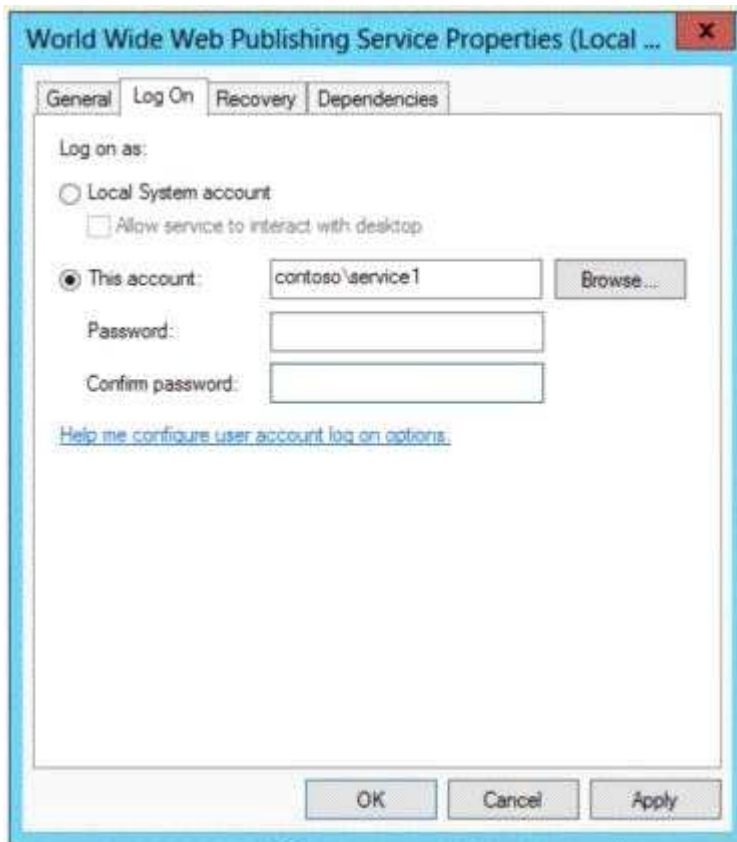 World Wide Web Publishing Service Properties (Local ...
General Log On Recovery Dependencies
Log on as:
Local System account
Allow service to interact with desktop
This account: contoso\service1 Browse...
Password:
Confirm password:
Help me configure user account log on options.
OK Cancel Apply